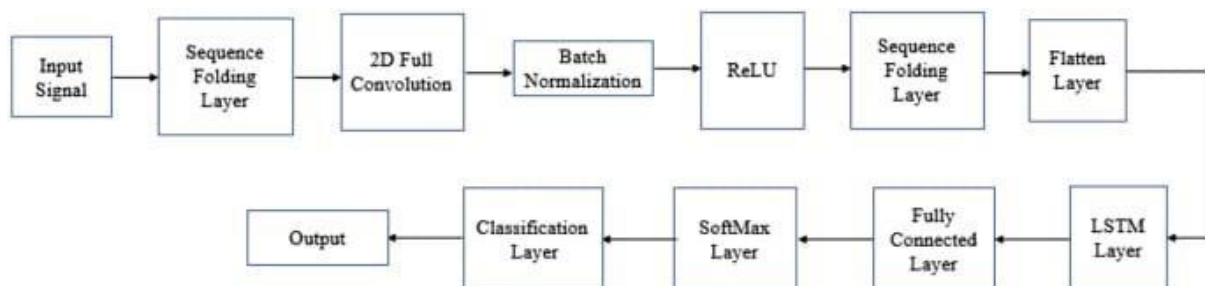 Input
Signal
Sequence
Folding
Layer
2D Full
Convolution
Batch
Normalization
ReLU
Sequence
Folding
Layer
Flatten
Layer
LSTM
Layer
Fully
Connected
Layer
SoftMax
Layer
Classification
Layer
Output